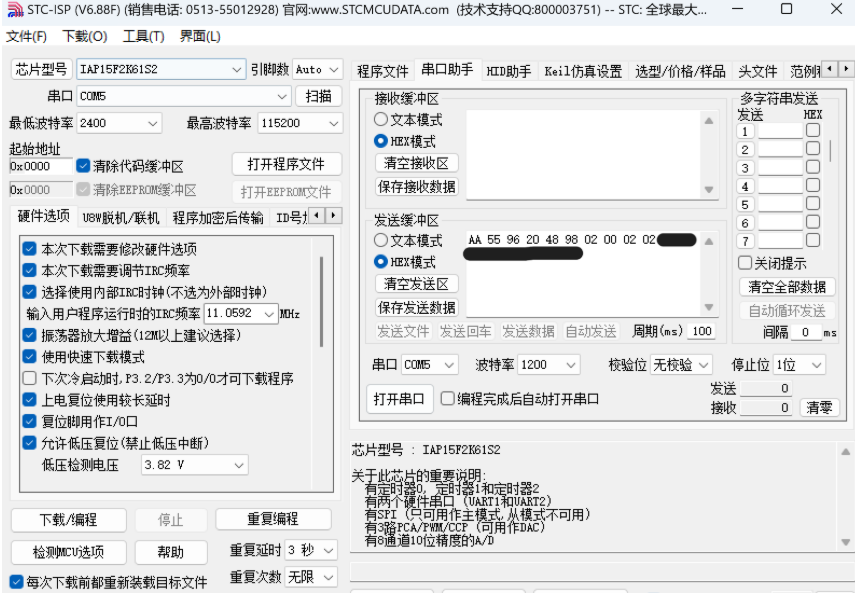 STC-ISP (V6.88F) (销售电话: 0513-55012928) 官网:www.STCMCUDATA.com (技术支持QQ:800003751) -- STC: 全球最大...
文件(F) 下载(O) 工具(T) 界面(L)
芯片型号 IAP15F2K61S2 引脚数 Auto
串口 COM5 扫描
最低波特率 2400 最高波特率 115200
起始地址
0x0000 清除代码缓冲区 打开程序文件
0x0000 清除EEPROM缓冲区 打开EEPROM文件
硬件选项 U8W脱机/联机 程序加密后传输 ID号
本次下载需要修改硬件选项
本次下载需要调节IRC频率
选择使用内部IRC时钟(不选为外部时钟)
输入用户程序运行时的IRC频率 11.0592 MHz
振荡器放大增益(12M以上建议选择)
使用快速下载模式
下次冷启动时,P3.2/P3.3为0/0才可下载程序
上电复位使用较长延时
复位脚用作I/O口
允许低压复位(禁止低压中断)
低压检测电压 3.82 V
下载/编程 停止 重复编程
检测MCU选项 帮助 重复延时 3 秒
每次下载前都重新装载目标文件 重复次数 无限
程序文件 串口助手 HID助手 Keil仿真设置 选型/价格/样品 头文件 范例
接收缓冲区
文本模式
HEX模式
清空接收区
保存接收数据
发送缓冲区
文本模式 AA 55 96 20 48 98 02 00 02 02
HEX模式
清空发送区
保存发送数据
发送文件 发送回车 发送数据 自动发送 周期(ms) 100
多字符串发送
发送 HEX
1
2
3
4
5
6
7
关闭提示
清空全部数据
自动循环发送
间隔 0 ms
串口 COM5 波特率 1200 校验位 无校验 停止位 1位
打开串口 编程完成后自动打开串口
发送 0
接收 0 清零
芯片型号 : IAP15F2K61S2
关于此芯片的重要说明:
有定时器0, 定时器1和定时器2
有两个硬件串口 (UART1和UART2)
有SPI (只可用作主模式,从模式不可用)
有3路PCA/PWM/CCP (可用作DAC)
有8通道10位精度的A/D